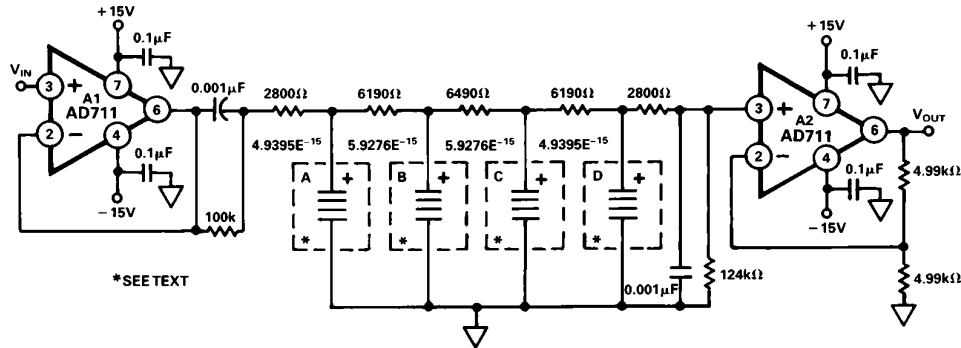 +15V
0.1µF
VIN
3
+
7
A1
AD711
6
2
−
4
0.1µF
−15V
100k
0.001µF
2800Ω
6190Ω
6490Ω
6190Ω
2800Ω
4.9395E-15
5.9276E-15
5.9276E-15
4.9395E-15
A
+
*
B
+
*
C
+
*
D
+
*
0.001µF
124kΩ
+15V
0.1µF
3
+
7
A2
AD711
6
VOUT
2
−
4
0.1µF
−15V
4.99kΩ
4.99kΩ
*SEE TEXT